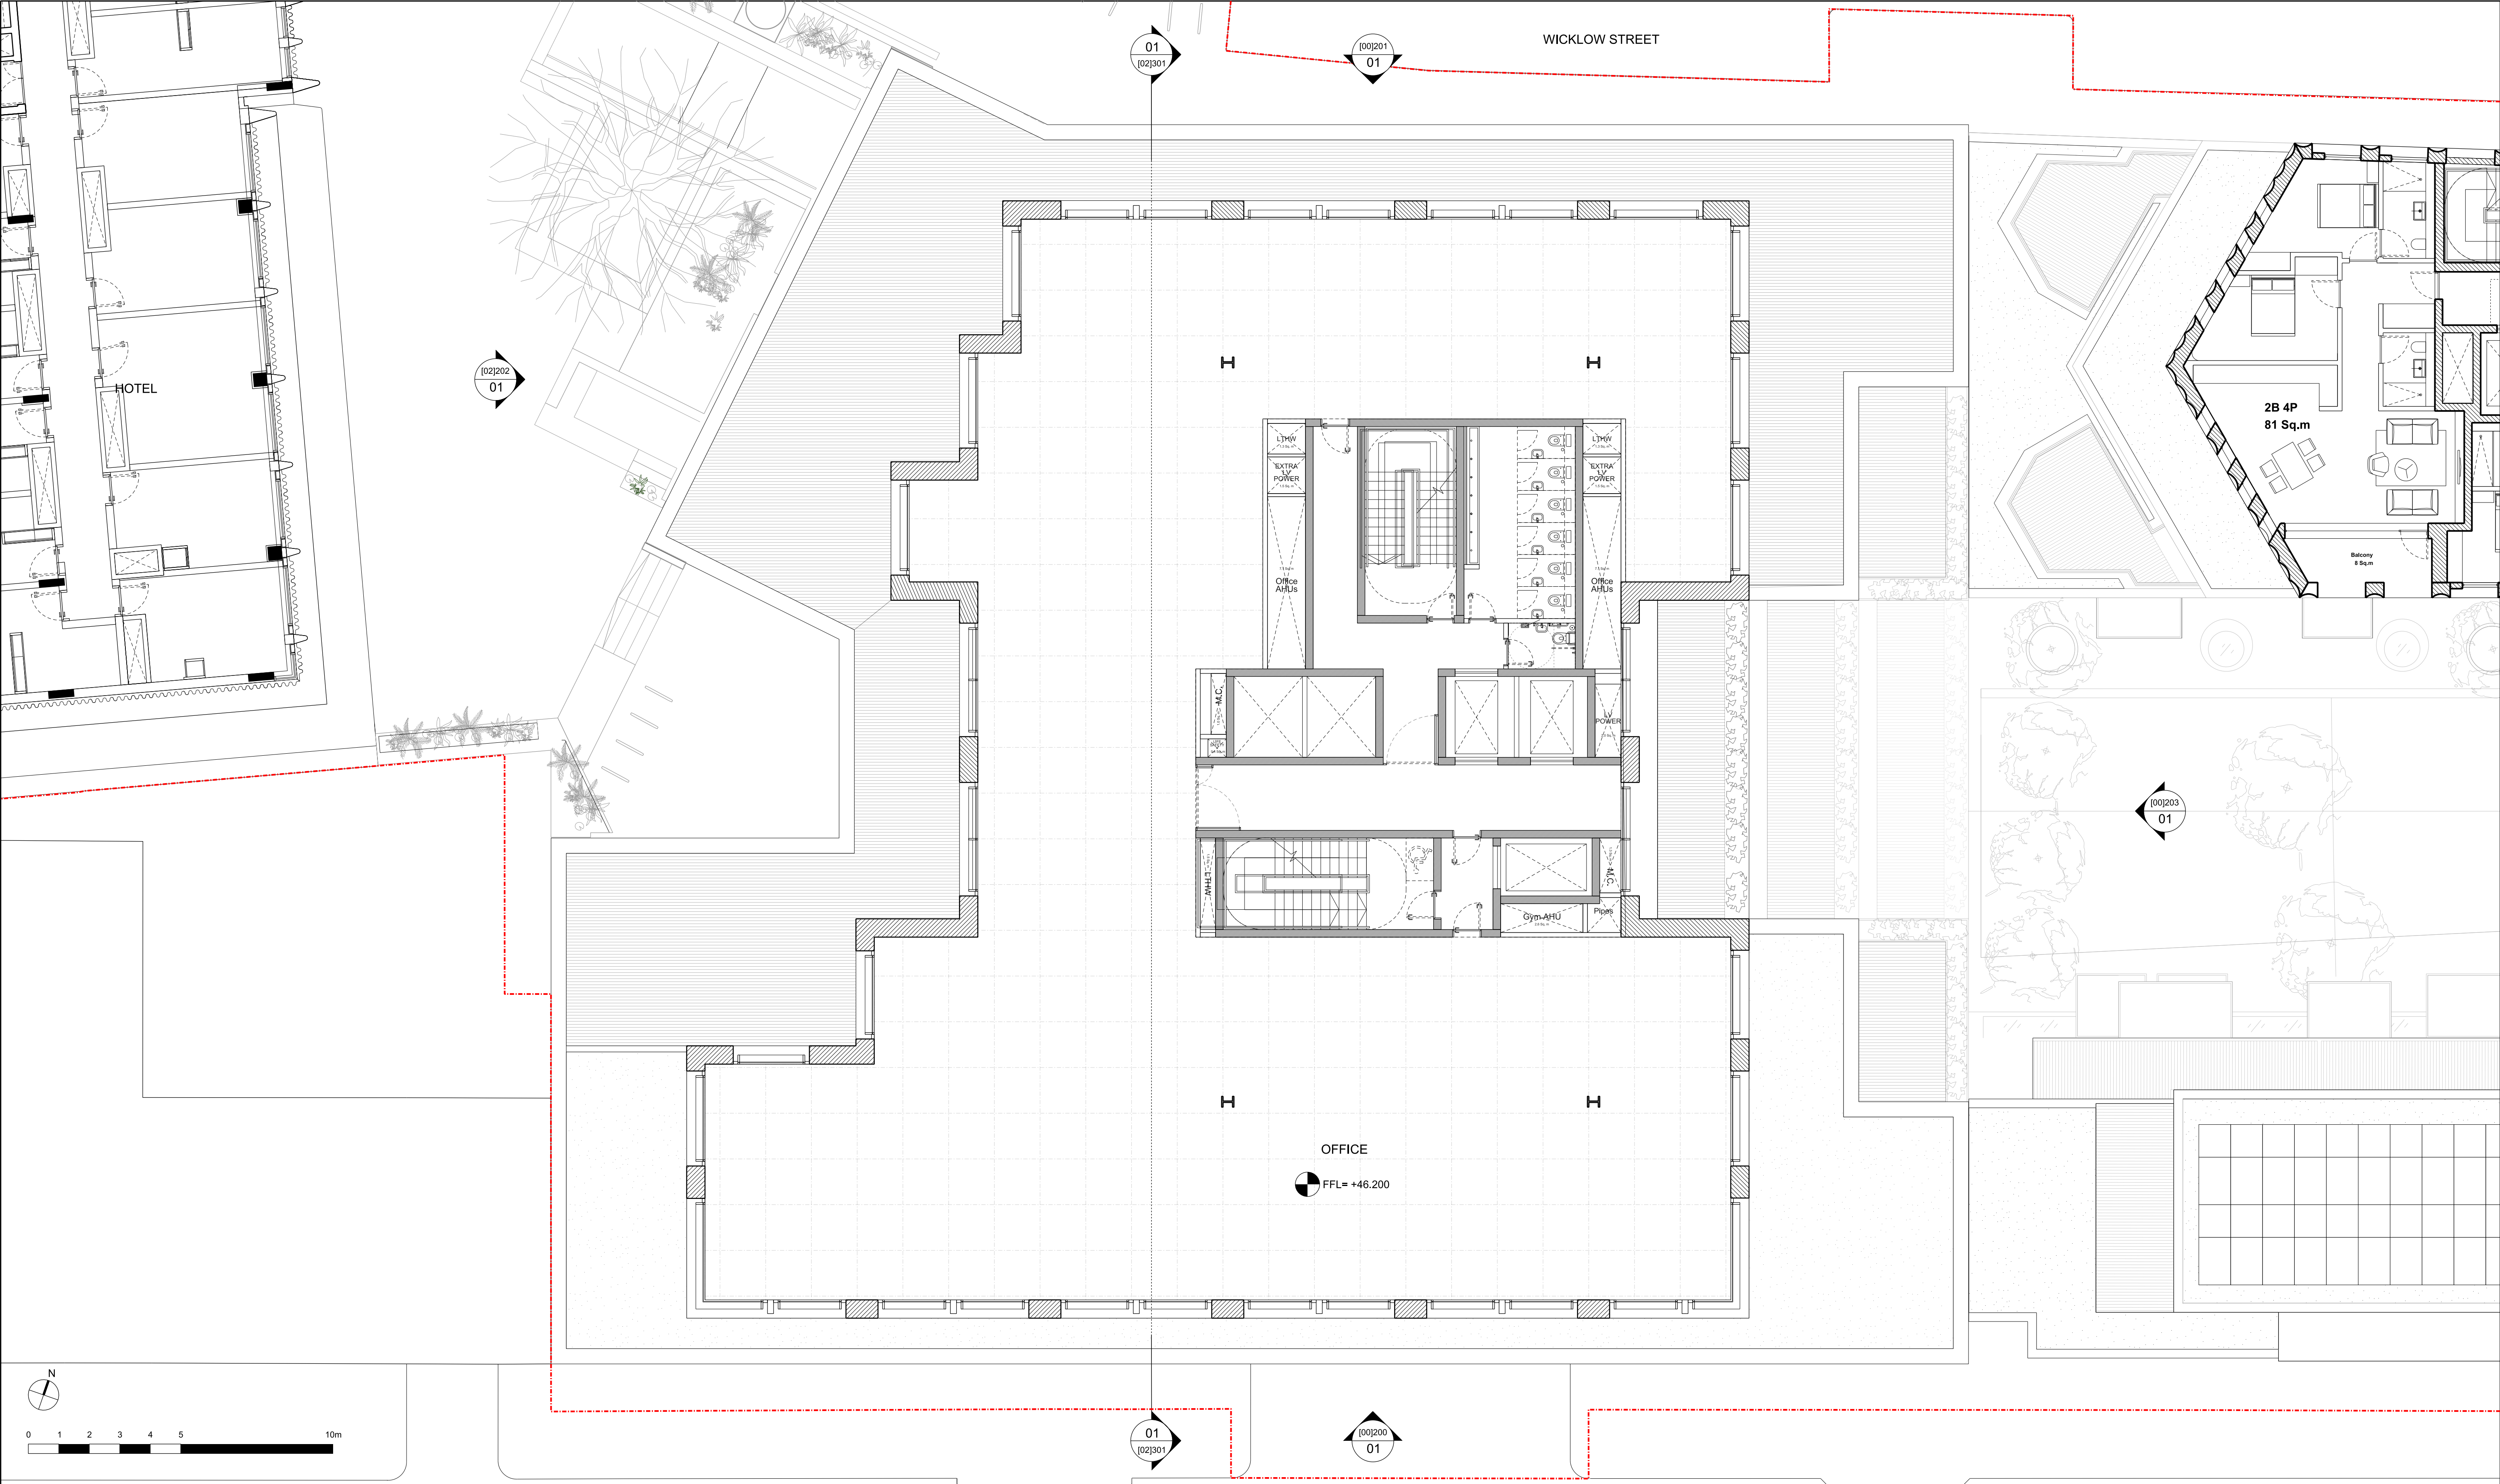 WICKLOW STREET
01
[02]301
[00]201
01
[02]202
01
HOTEL
2B 4P
81 Sq.m
Balcony
8 Sq.m
LTHW
EXTRA
LV
POWER
Office
AHUs
LTHW
EXTRA
LV
POWER
Office
AHUs
M.C.
LV
POWER
[00]203
01
LTHW
M.C.
Gym AHU
Pipes
OFFICE
FFL= +46.200
N
0 1 2 3 4 5 10m
01
[02]301
[00]200
01